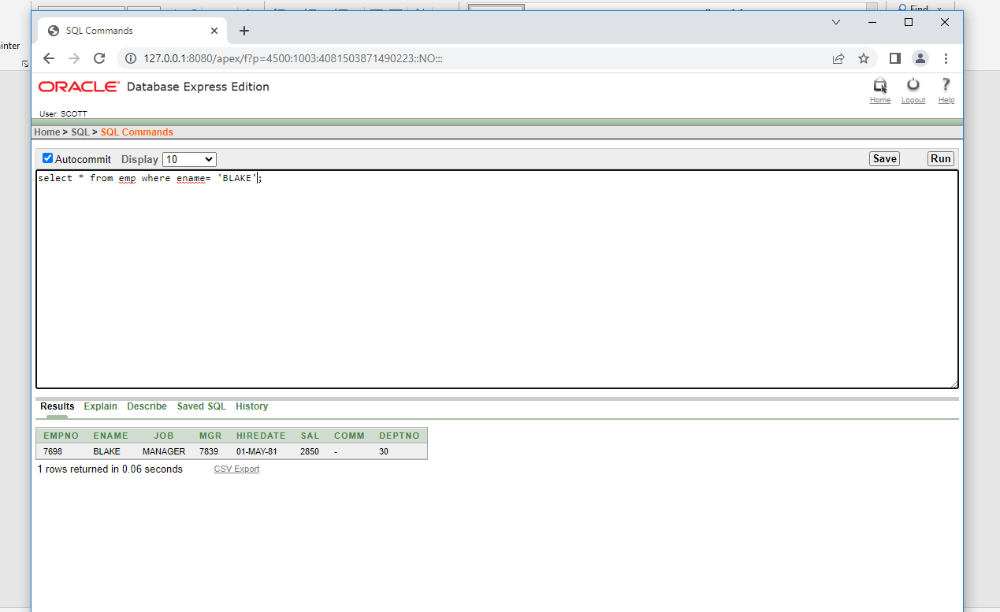 Find
inter
SQL Commands
127.0.0.1:8080/apex/f?p=4500:1003:4081503871490223::NO:::
ORACLE Database Express Edition
Home Logout Help
User: SCOTT
Home > SQL > SQL Commands
Autocommit Display 10 Save Run
select * from emp where ename= 'BLAKE';
Results Explain Describe Saved SQL History
EMPNO ENAME JOB MGR HIREDATE SAL COMM DEPTNO
7698 BLAKE MANAGER 7839 01-MAY-81 2850 - 30
1 rows returned in 0.06 seconds CSV Export